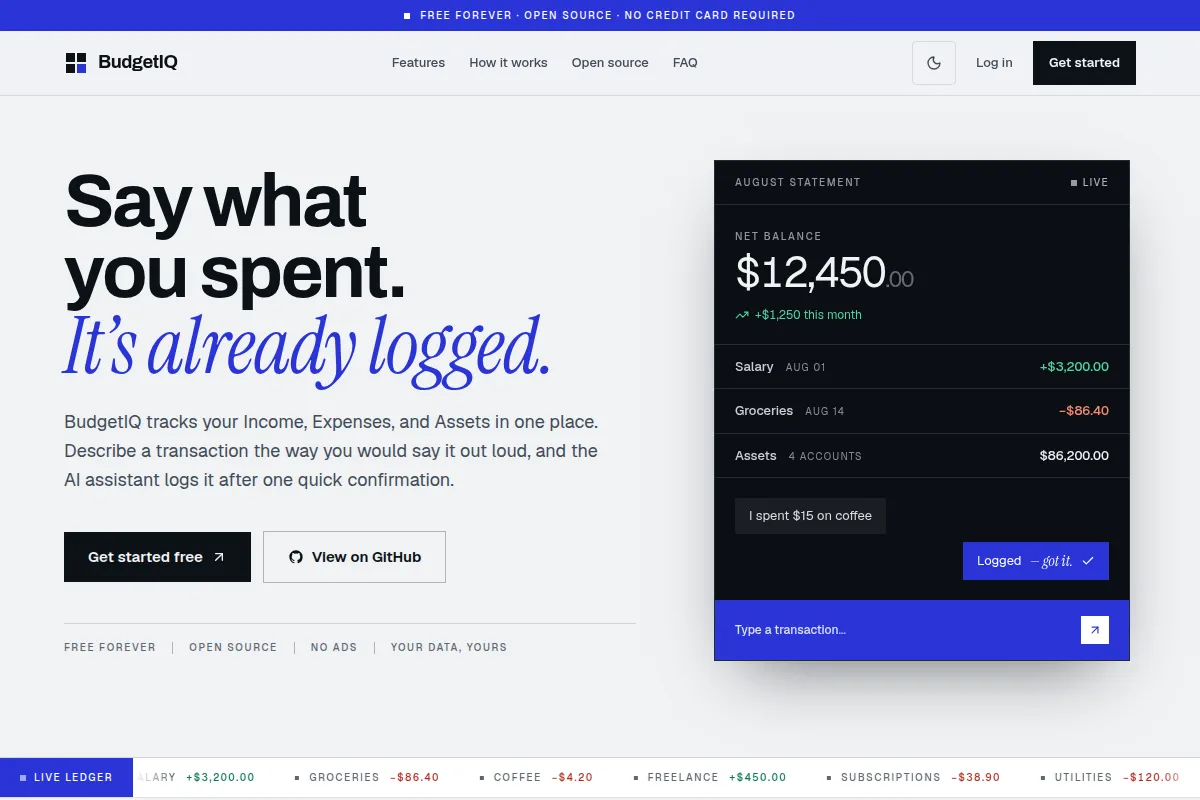 FREE FOREVER · OPEN SOURCE · NO CREDIT CARD REQUIRED
BudgetIQ
Features
How it works
Open source
FAQ
Log in
Get started
Say what
you spent.
It’s already logged.
BudgetIQ tracks your Income, Expenses, and Assets in one place.
Describe a transaction the way you would say it out loud, and the
AI assistant logs it after one quick confirmation.
Get started free
View on GitHub
FREE FOREVER | OPEN SOURCE | NO ADS | YOUR DATA, YOURS
AUGUST STATEMENT
LIVE
NET BALANCE
$12,450.00
+$1,250 this month
Salary AUG 01 +$3,200.00
Groceries AUG 14 −$86.40
Assets 4 ACCOUNTS $86,200.00
I spent $15 on coffee
Logged — got it.
Type a transaction…
LIVE LEDGER
ALARY +$3,200.00 GROCERIES −$86.40 COFFEE −$4.20 FREELANCE +$450.00 SUBSCRIPTIONS −$38.90 UTILITIES −$120.00